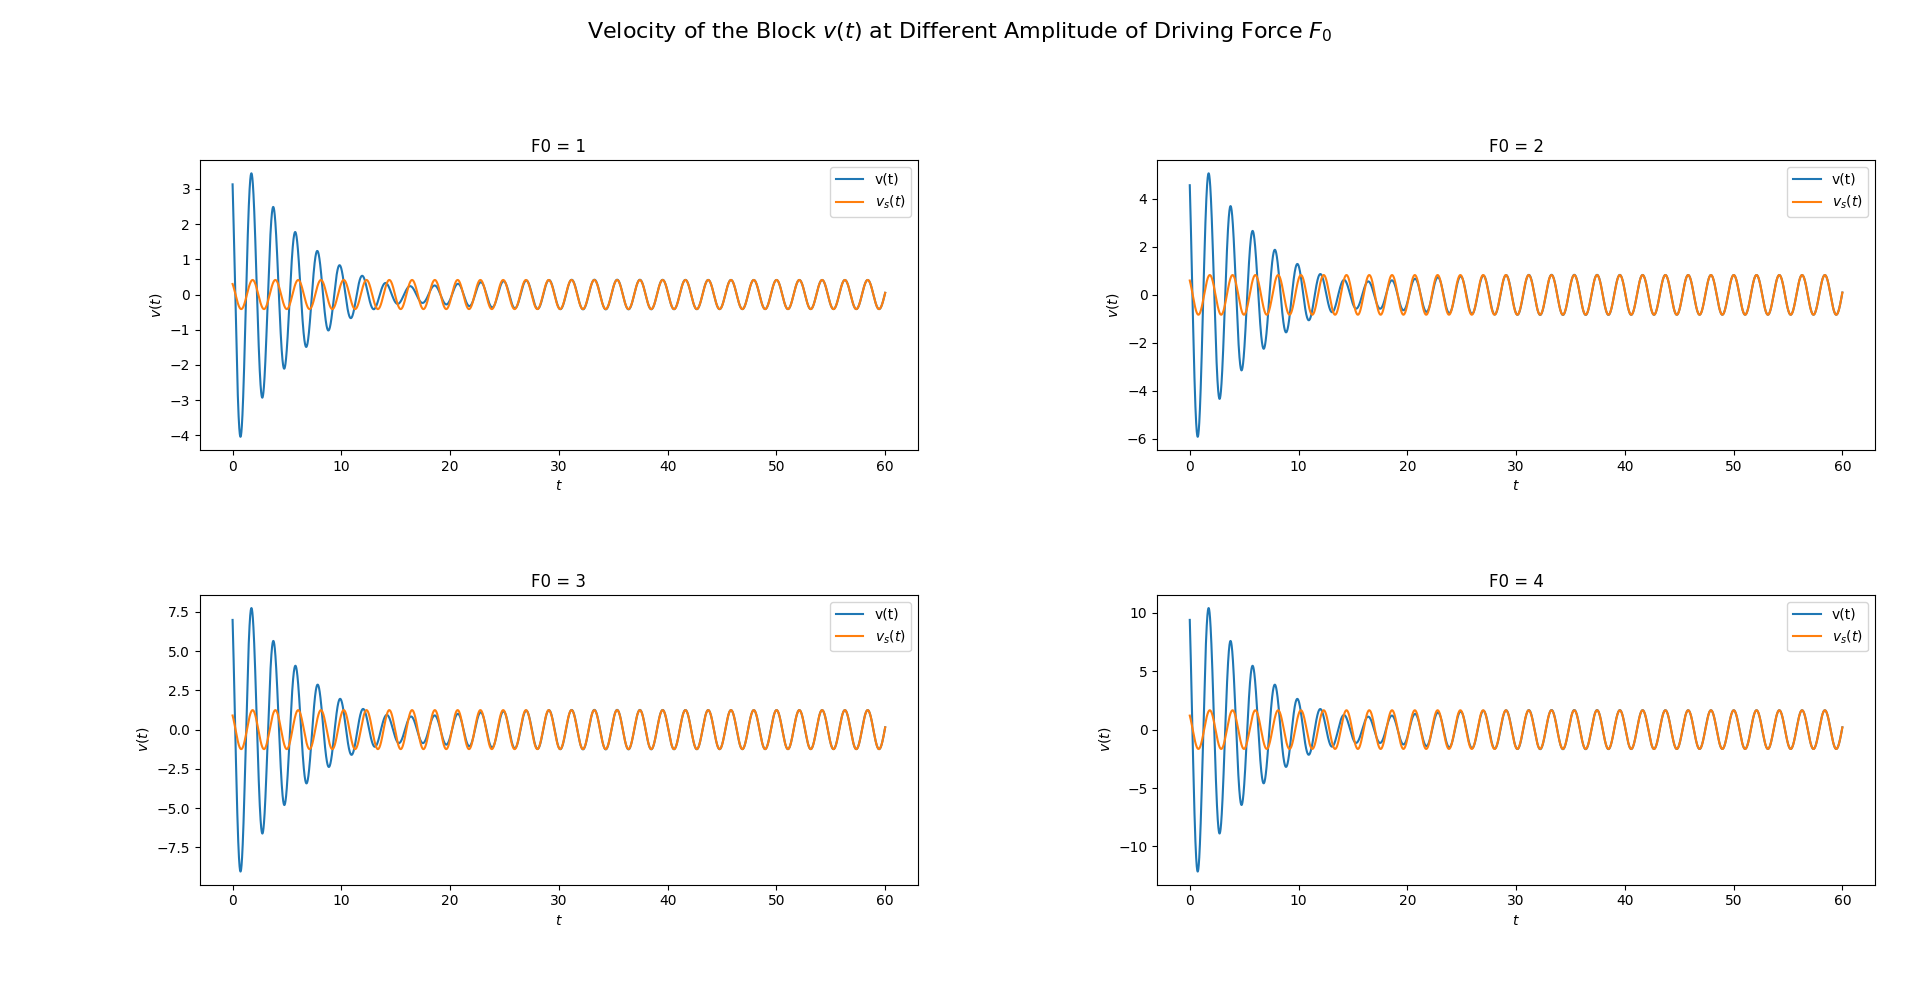 Velocity of the Block v(t) at Different Amplitude of Driving Force F₀
F0 = 1
v(t)
vₛ(t)
3
2
1
0
−1
−2
−3
−4
v(t)
0 10 20 30 40 50 60
t
F0 = 2
v(t)
vₛ(t)
4
2
0
−2
−4
−6
v(t)
0 10 20 30 40 50 60
t
F0 = 3
v(t)
vₛ(t)
7.5
5.0
2.5
0.0
−2.5
−5.0
−7.5
v(t)
0 10 20 30 40 50 60
t
F0 = 4
v(t)
vₛ(t)
10
5
0
−5
−10
v(t)
0 10 20 30 40 50 60
t